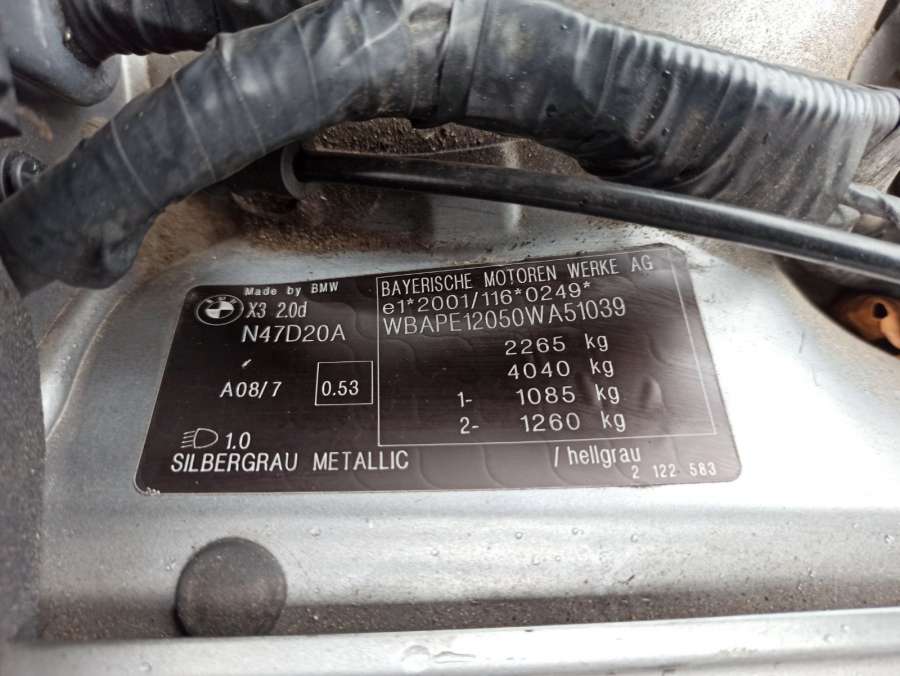 Made by BMW
X3 2.0d
N47D20A
A08/7
0.53
1.0
SILBERGRAU METALLIC
BAYERISCHE MOTOREN WERKE AG
e1*2001/116*0249*
WBAPE12050WA51039
2265 kg
4040 kg
1- 1085 kg
2- 1260 kg
/hellgrau
2 122 583